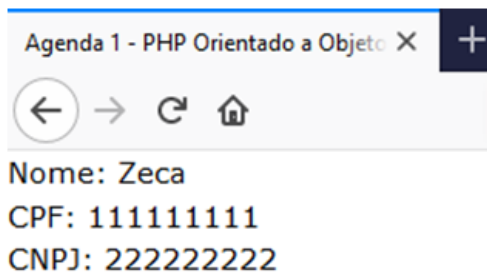 Agenda 1 - PHP Orientado a Objeto
Nome: Zeca
CPF: 111111111
CNPJ: 222222222